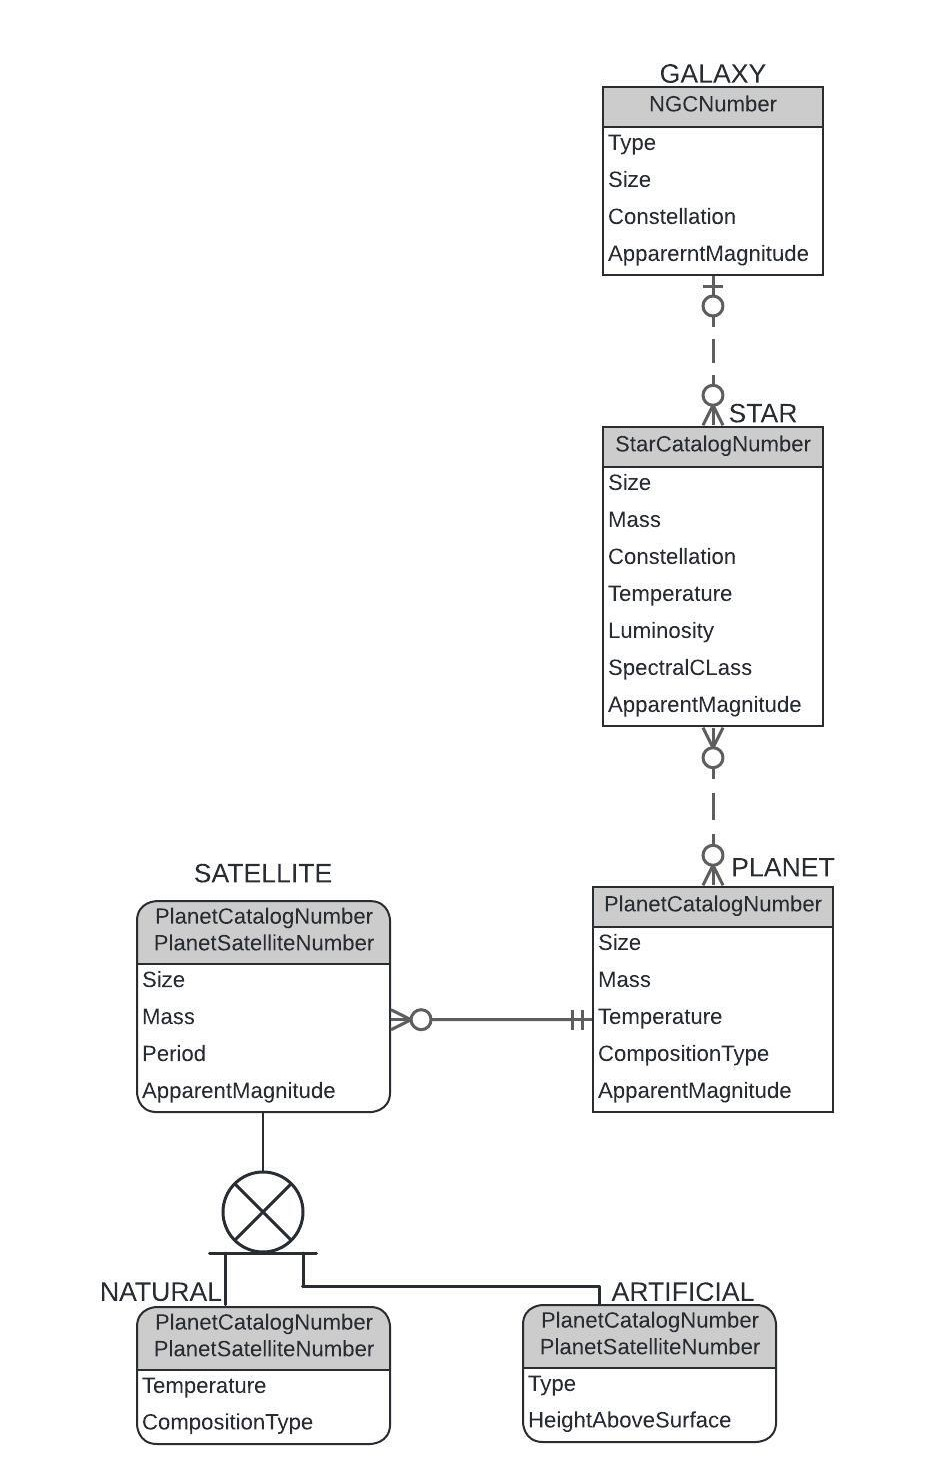 GALAXY
NGCNumber
Type
Size
Constellation
ApparerntMagnitude
STAR
StarCatalogNumber
Size
Mass
Constellation
Temperature
Luminosity
SpectralCLass
ApparentMagnitude
PLANET
PlanetCatalogNumber
Size
Mass
Temperature
CompositionType
ApparentMagnitude
SATELLITE
PlanetCatalogNumber
PlanetSatelliteNumber
Size
Mass
Period
ApparentMagnitude
NATURAL
PlanetCatalogNumber
PlanetSatelliteNumber
Temperature
CompositionType
ARTIFICIAL
PlanetCatalogNumber
PlanetSatelliteNumber
Type
HeightAboveSurface